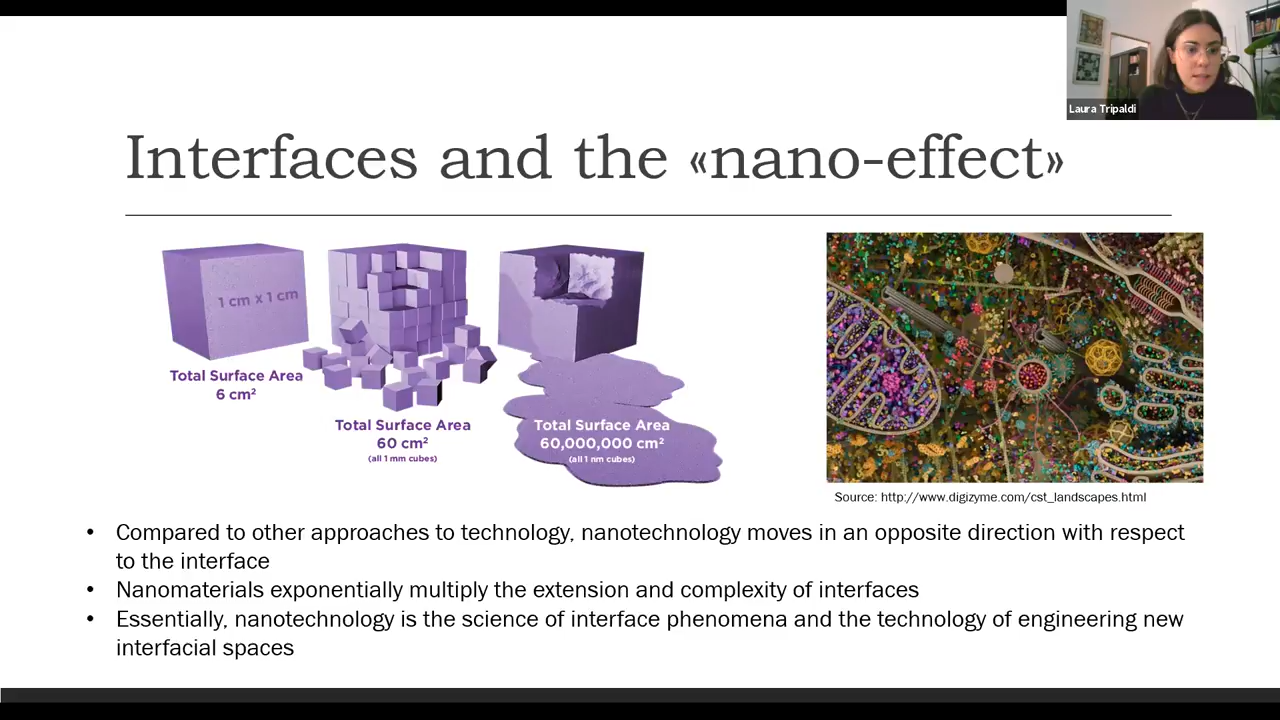 Laura Tripaldi
Interfaces and the «nano-effect»
1 cm x 1 cm
Total Surface Area
6 cm²
Total Surface Area
60 cm²
(all 1 mm cubes)
Total Surface Area
60,000,000 cm²
(all 1 nm cubes)
Source: http://www.digizyme.com/cst_landscapes.html
• Compared to other approaches to technology, nanotechnology moves in an opposite direction with respect
to the interface
• Nanomaterials exponentially multiply the extension and complexity of interfaces
• Essentially, nanotechnology is the science of interface phenomena and the technology of engineering new
interfacial spaces